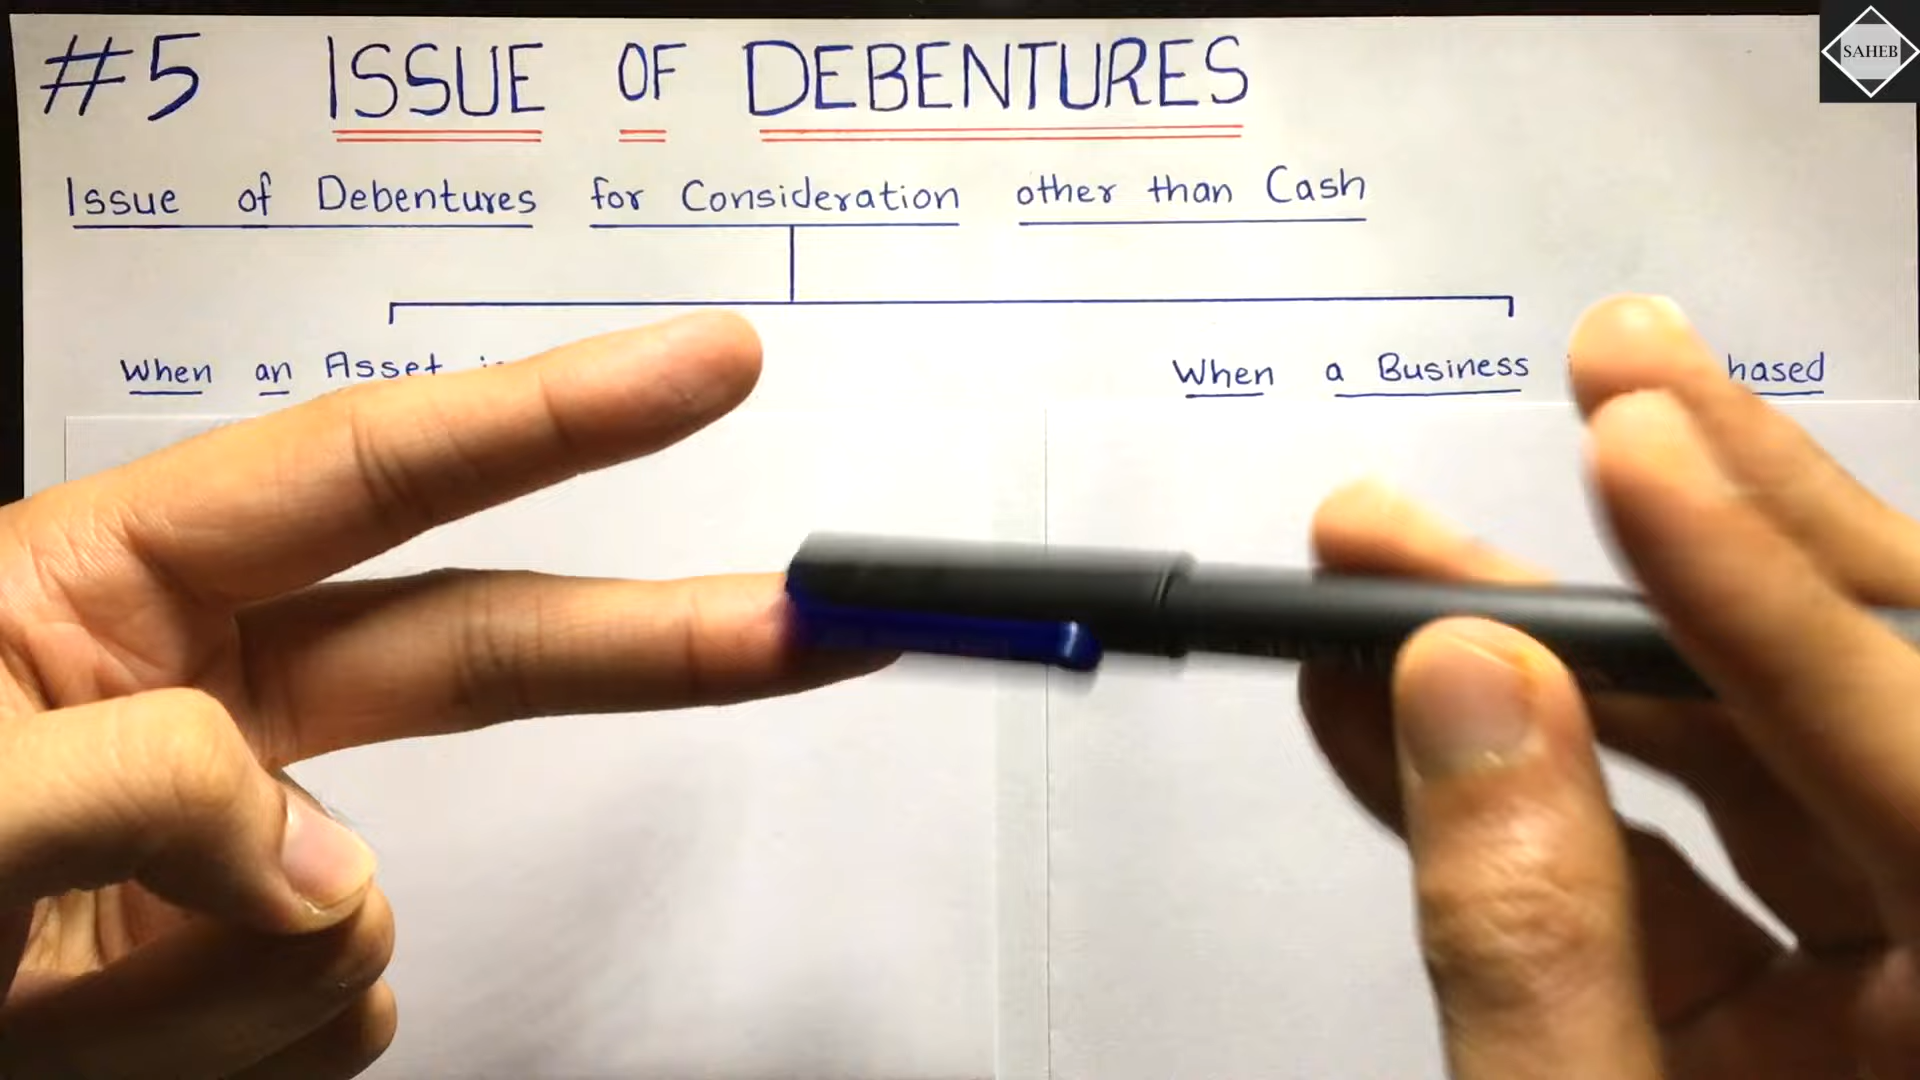 #5 ISSUE OF DEBENTURES
SAHEB
Issue of Debentures for Consideration other than Cash
When an Asset
When a Business hased